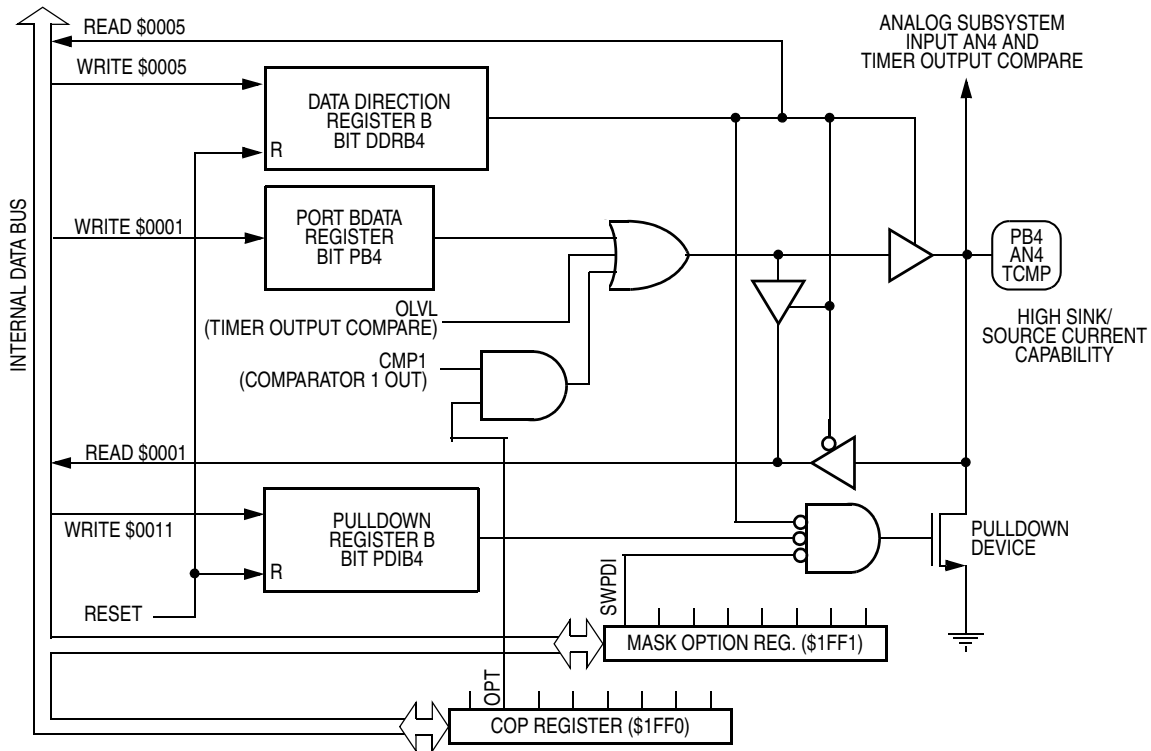 READ $0005
WRITE $0005
DATA DIRECTION
REGISTER B
BIT DDRB4
R
ANALOG SUBSYSTEM
INPUT AN4 AND
TIMER OUTPUT COMPARE
INTERNAL DATA BUS
WRITE $0001
PORT BDATA
REGISTER
BIT PB4
PB4
AN4
TCMP
HIGH SINK/
SOURCE CURRENT
CAPABILITY
OLVL
(TIMER OUTPUT COMPARE)
CMP1
(COMPARATOR 1 OUT)
READ $0001
WRITE $0011
PULLDOWN
REGISTER B
BIT PDIB4
R
PULLDOWN
DEVICE
RESET
SWPDI
MASK OPTION REG. ($1FF1)
OPT
COP REGISTER ($1FF0)